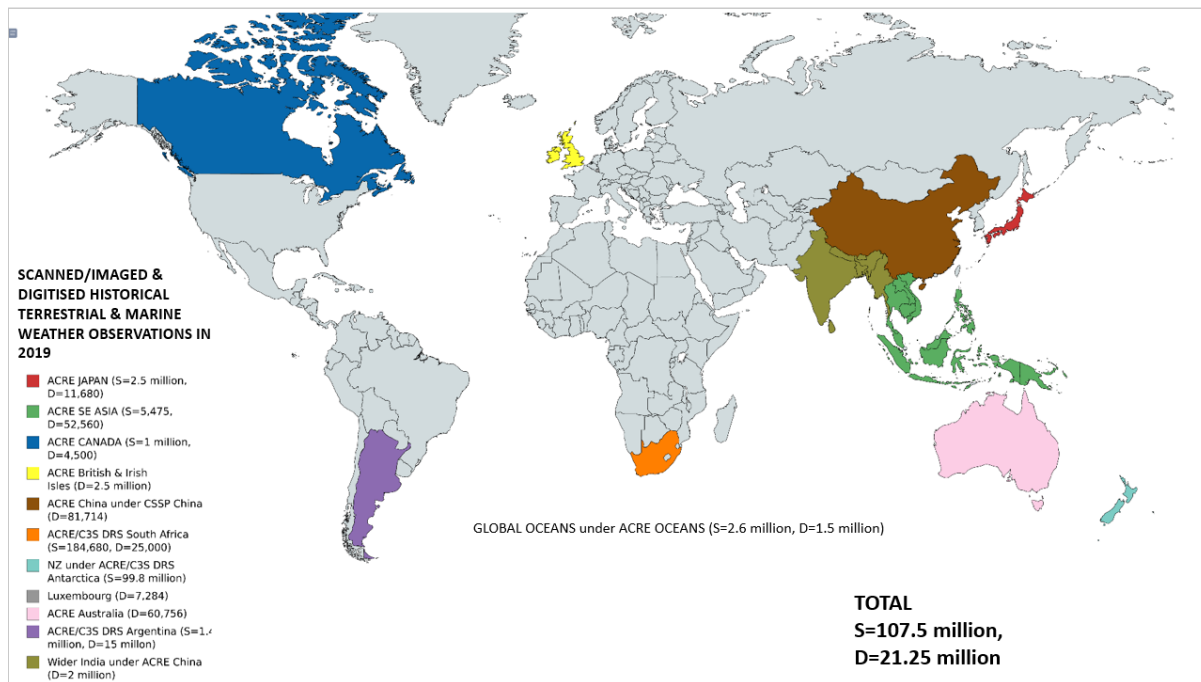 SCANNED/IMAGED &
DIGITISED HISTORICAL
TERRESTRIAL & MARINE
WEATHER OBSERVATIONS IN
2019
ACRE JAPAN (S=2.5 million,
D=11,680)
ACRE SE ASIA (S=5,475,
D=52,560)
ACRE CANADA (S=1 million,
D=4,500)
ACRE British & Irish
Isles (D=2.5 million)
ACRE China under CSSP China
(D=81,714)
ACRE/C3S DRS South Africa
(S=184,680, D=25,000)
NZ under ACRE/C3S DRS
Antarctica (S=99.8 million)
Luxembourg (D=7,284)
ACRE Australia (D=60,756)
ACRE/C3S DRS Argentina
million, D=15 millon)
Wider India under ACRE China
(D=2 million)
GLOBAL OCEANS under ACRE OCEANS (S=2.6 million, D=1.5 million)
TOTAL
S=107.5 million,
D=21.25 million